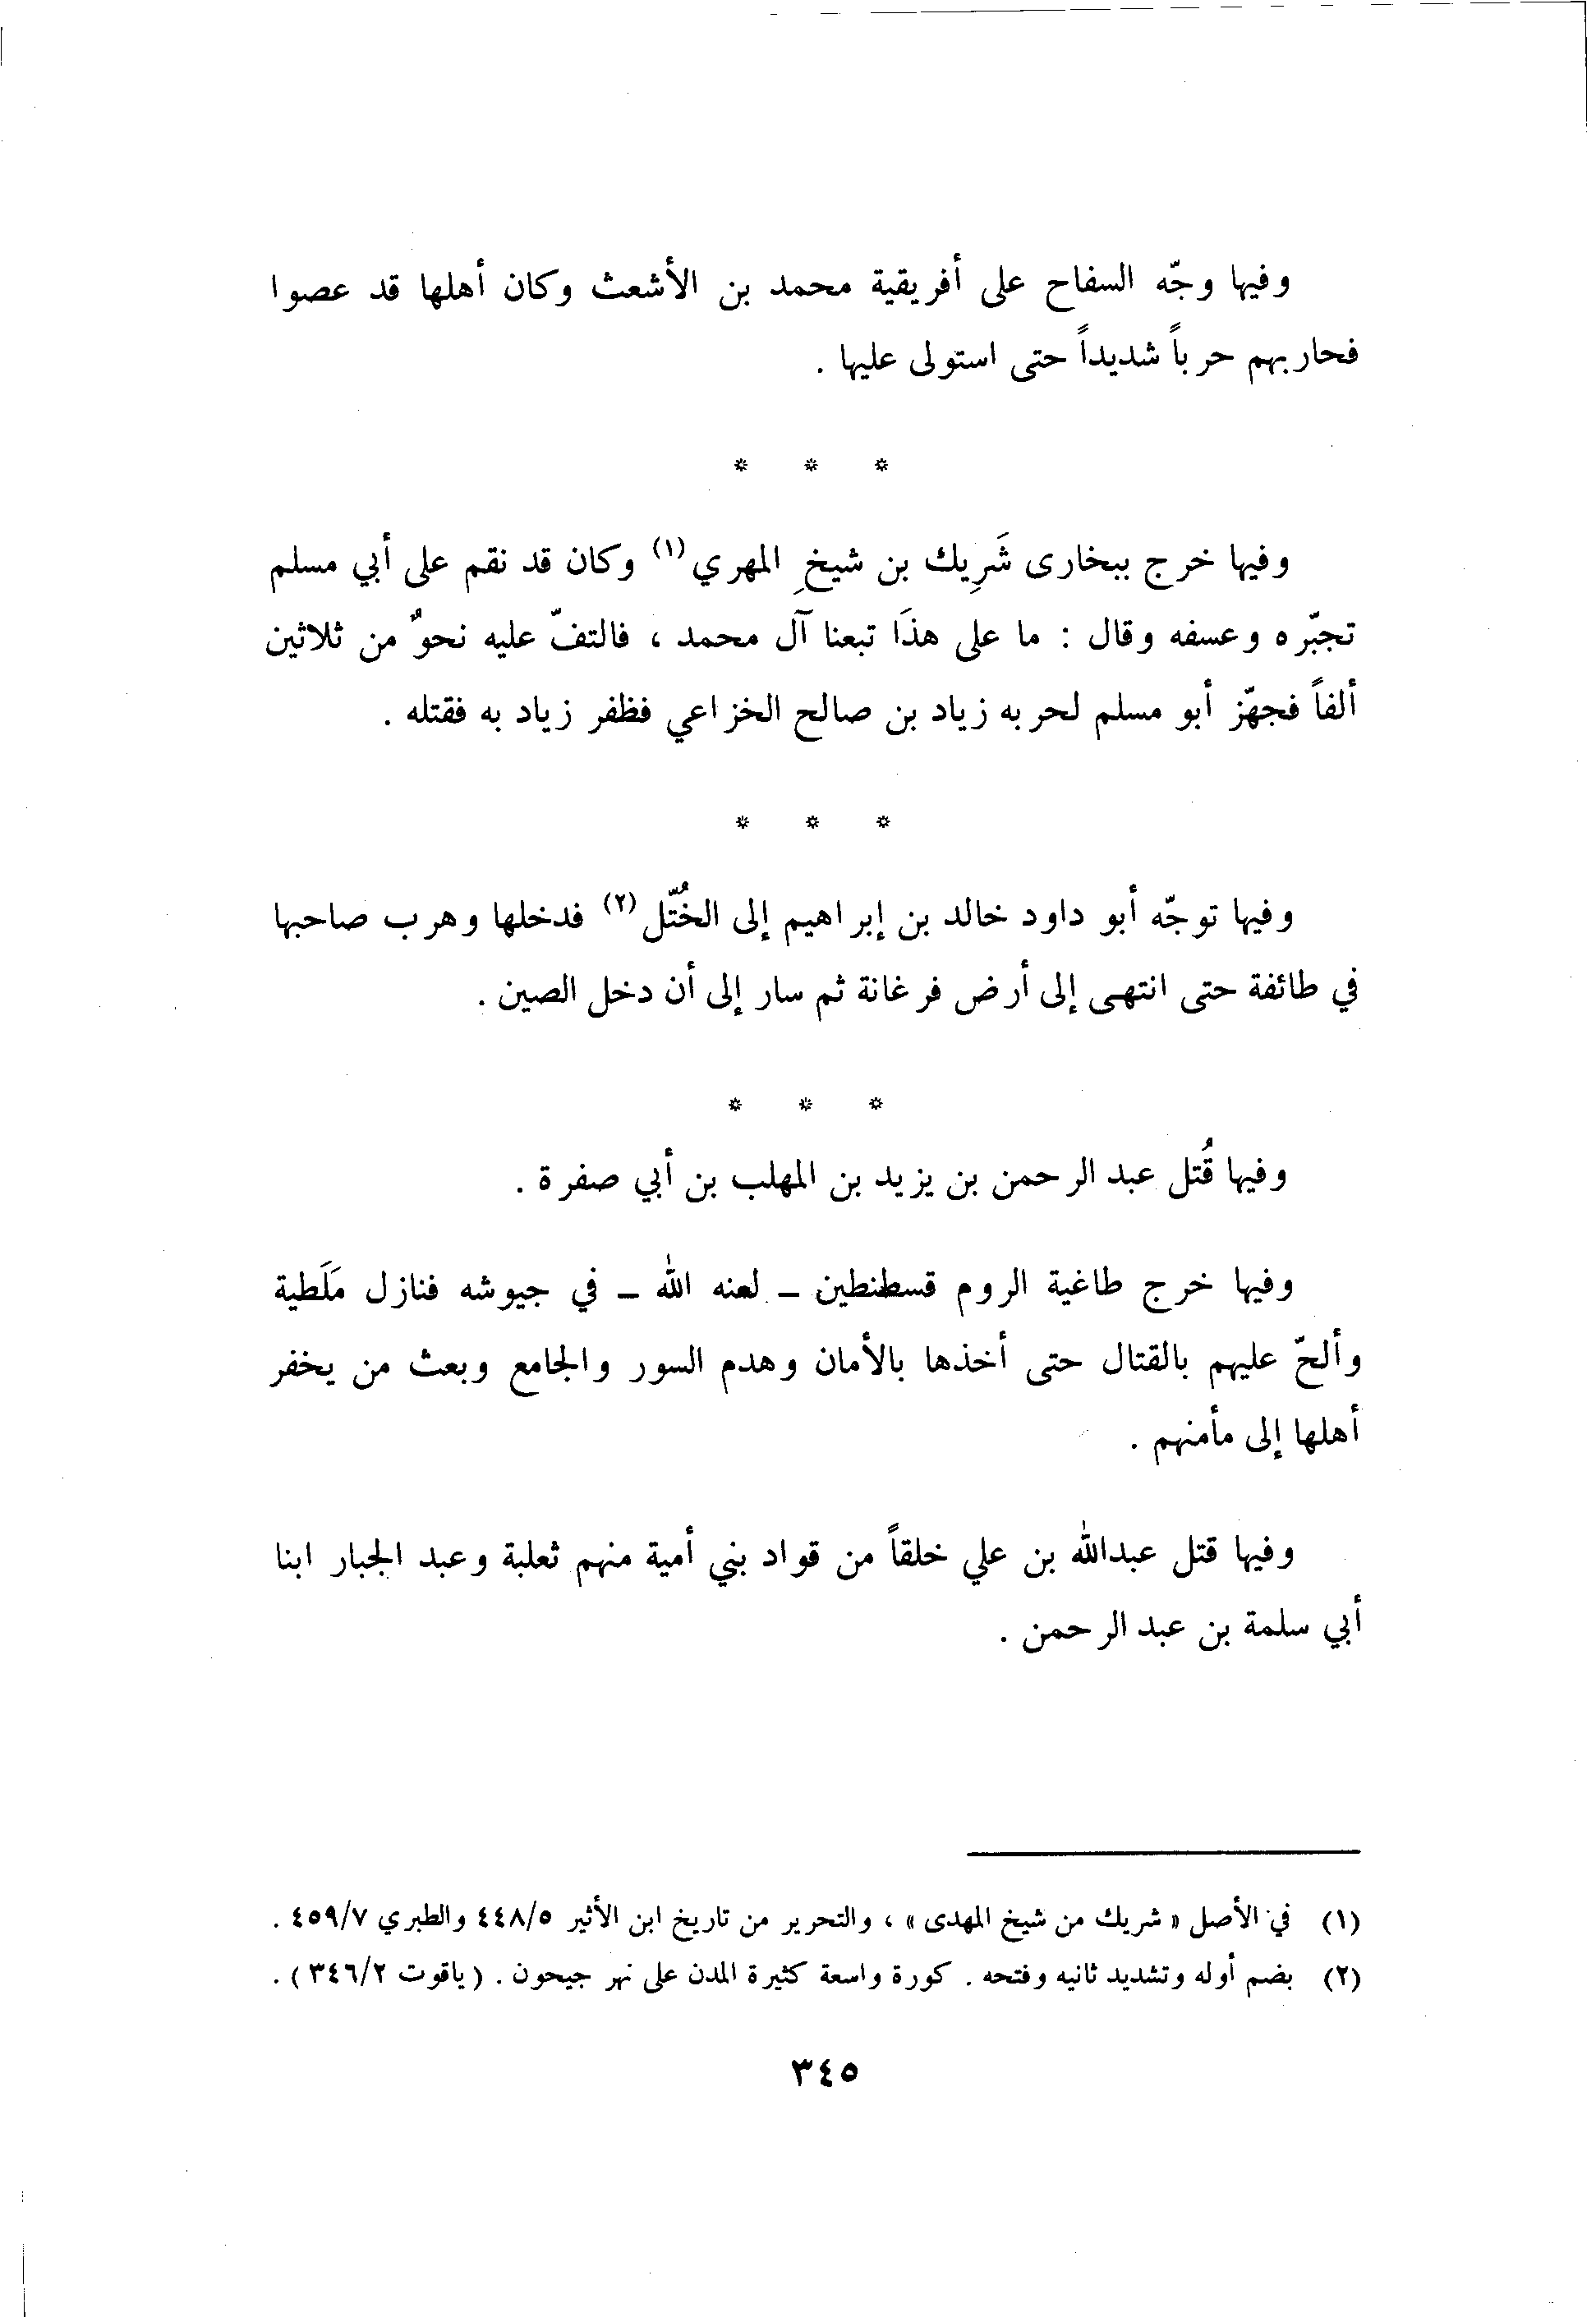 وفيها وجّه السفاح على أفريقية محمد بن الأشعث وكان أهلها قد عصوا
فحاربهم حرباً شديداً حتى استولى عليها .
* * *
وفيها خرج ببخارى شَرِيك بن شيخِ المهري (١) وكان قد نقم على أبي مسلم
تجبّره وعسفه وقال : ما على هذَا تبعنا آل محمد ، فالتفّ عليه نحوٌ من ثلاثين
ألفاً فجهّز أبو مسلم لحربه زياد بن صالح الخزاعي فظفر زياد به فقتله .
* * *
وفيها توجّه أبو داود خالد بن إبراهيم إلى الخُتّل (٢) فدخلها وهرب صاحبها
في طائفة حتى انتهى إلى أرض فرغانة ثم سار إلى أن دخل الصين .
* * *
وفيها قُتل عبد الرحمن بن يزيد بن المهلب بن أبي صفرة .
وفيها خرج طاغية الروم قسطنطين ـ لعنه الله ـ في جيوشه فنازل مَلَطية
وألحّ عليهم بالقتال حتى أخذها بالأمان وهدم السور والجامع وبعث من يخفر
أهلها إلى مأمنهم .
وفيها قتل عبدالله بن علي خلقاً من قواد بني أمية منهم ثعلبة وعبد الجبار ابنا
أبي سلمة بن عبد الرحمن .
(١) في الأصل « شريك من شيخ المهدى » ، والتحرير من تاريخ ابن الأثير ٤٤٨/٥ والطبري ٤٥٩/٧ .
(٢) بضم أوله وتشديد ثانيه وفتحه . كورة واسعة كثيرة المدن على نهر جيحون . ( ياقوت ٣٤٦/٢ ) .
٣٤٥